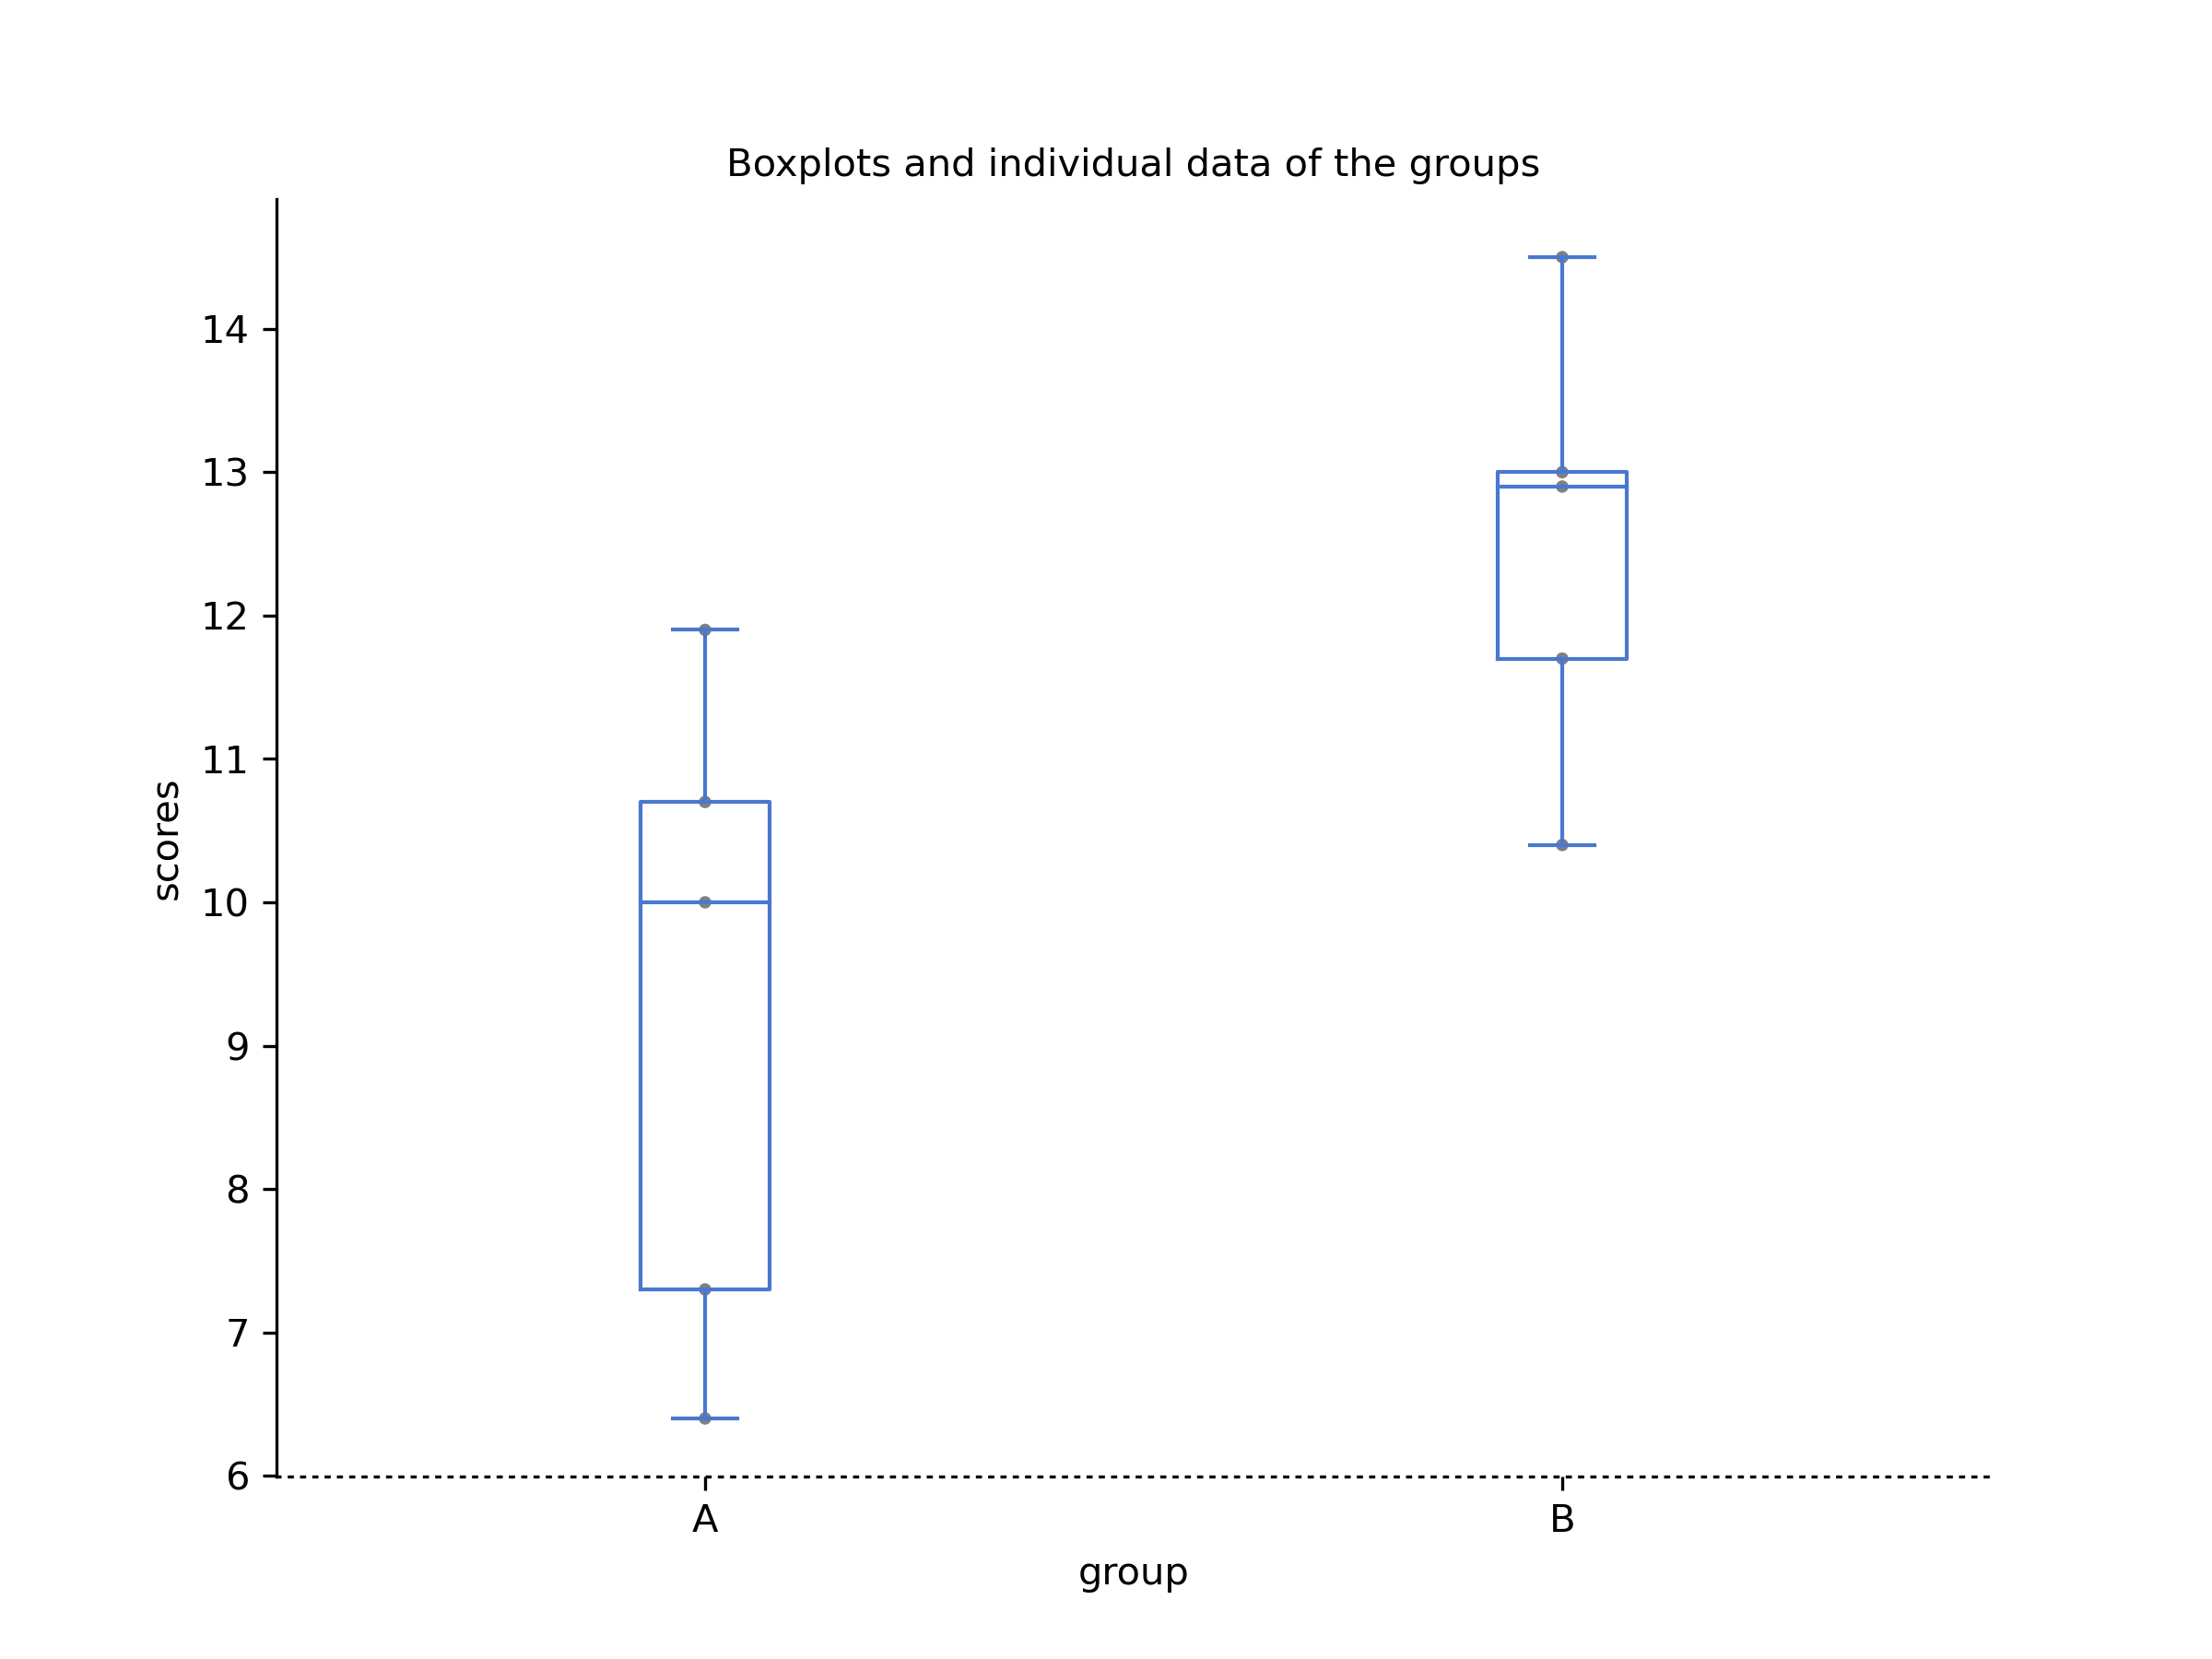 Boxplots and individual data of the groups
14
13
12
11
10
9
8
7
6
scores
A
B
group